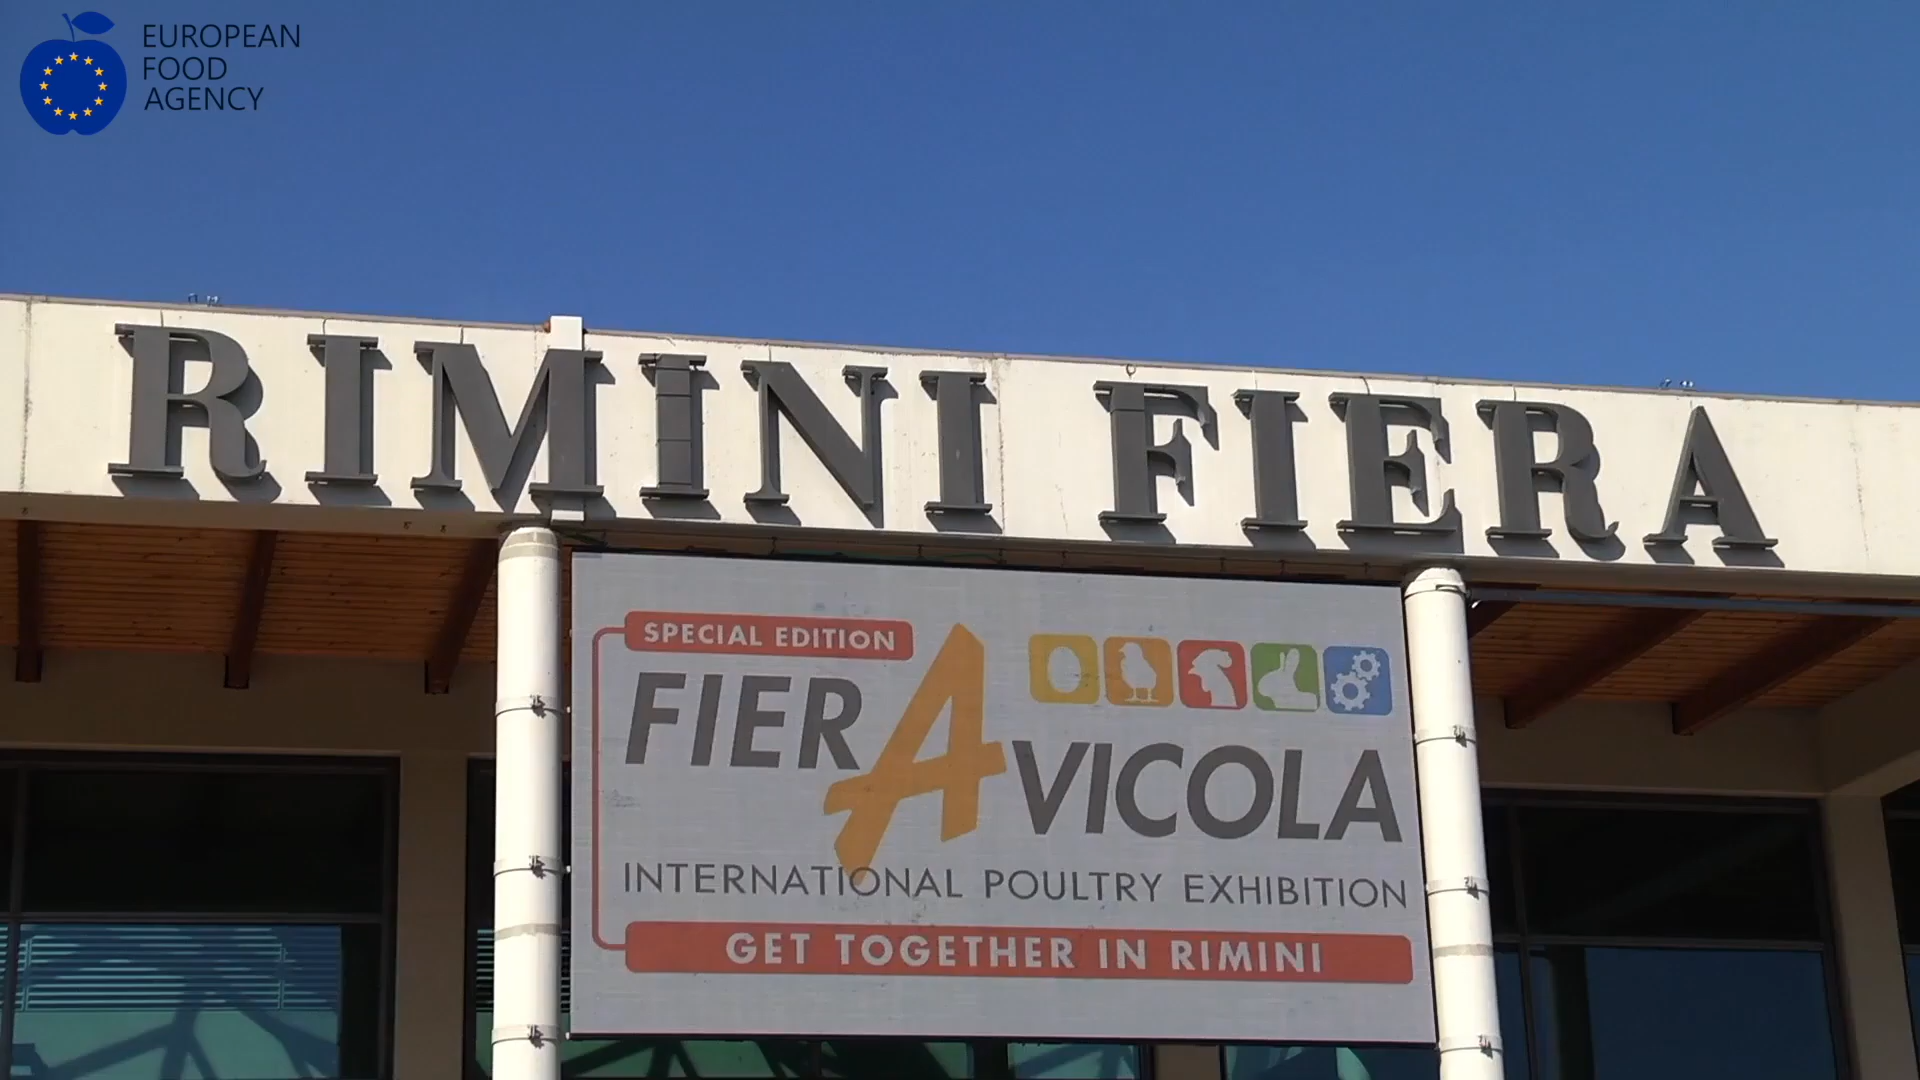 EUROPEAN
FOOD
AGENCY
RIMINI FIERA
SPECIAL EDITION
FIERAVICOLA
INTERNATIONAL POULTRY EXHIBITION
GET TOGETHER IN RIMINI